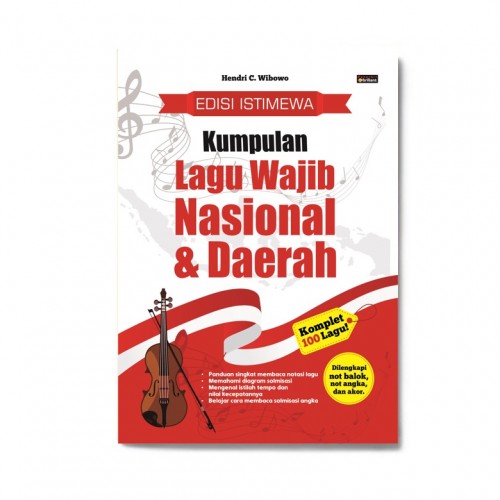 Hendri C. Wibowo
brilliant
EDISI ISTIMEWA
Kumpulan
Lagu Wajib
Nasional
& Daerah
Komplet
100 Lagu!
• Panduan singkat membaca notasi lagu
• Memahami diagram solmisasi
• Mengenal istilah tempo dan
nilai Kecepatannya
• Belajar cara membaca solmisasi angka
Dilengkapi
not balok,
not angka,
dan akor.